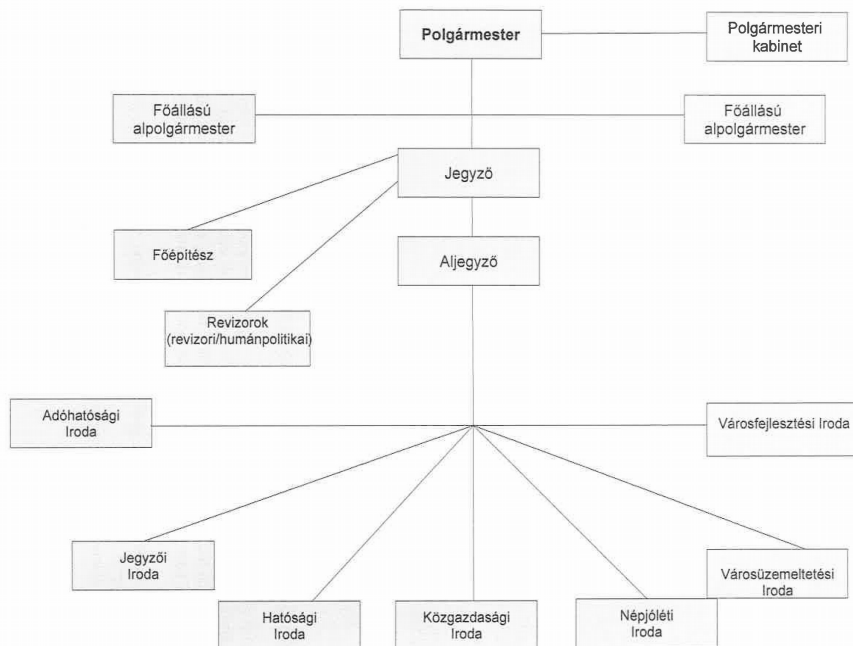 Polgármester
Polgármesteri
kabinet
Főállású
alpolgármester
Főállású
alpolgármester
Jegyző
Főépítész
Aljegyző
Revizorok
(revizori/humánpolitikai)
Adóhatósági
Iroda
Városfejlesztési Iroda
Jegyzői
Iroda
Városüzemeltetési
Iroda
Hatósági
Iroda
Közgazdasági
Iroda
Népjóléti
Iroda